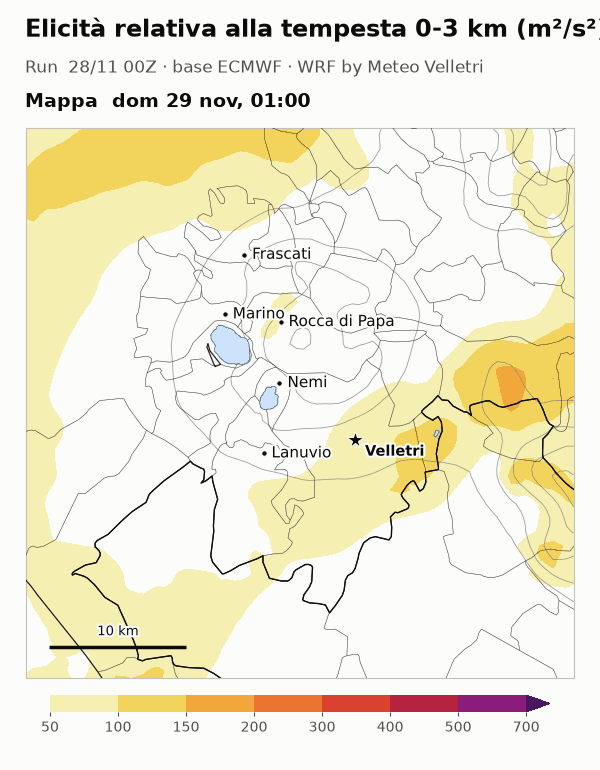 Elicità relativa alla tempesta 0-3 km (m²/s²)
Run 28/11 00Z · base ECMWF · WRF by Meteo Velletri
Mappa dom 29 nov, 01:00
Frascati
Marino
Rocca di Papa
Nemi
Velletri
Lanuvio
10 km
50 100 150 200 300 400 500 700